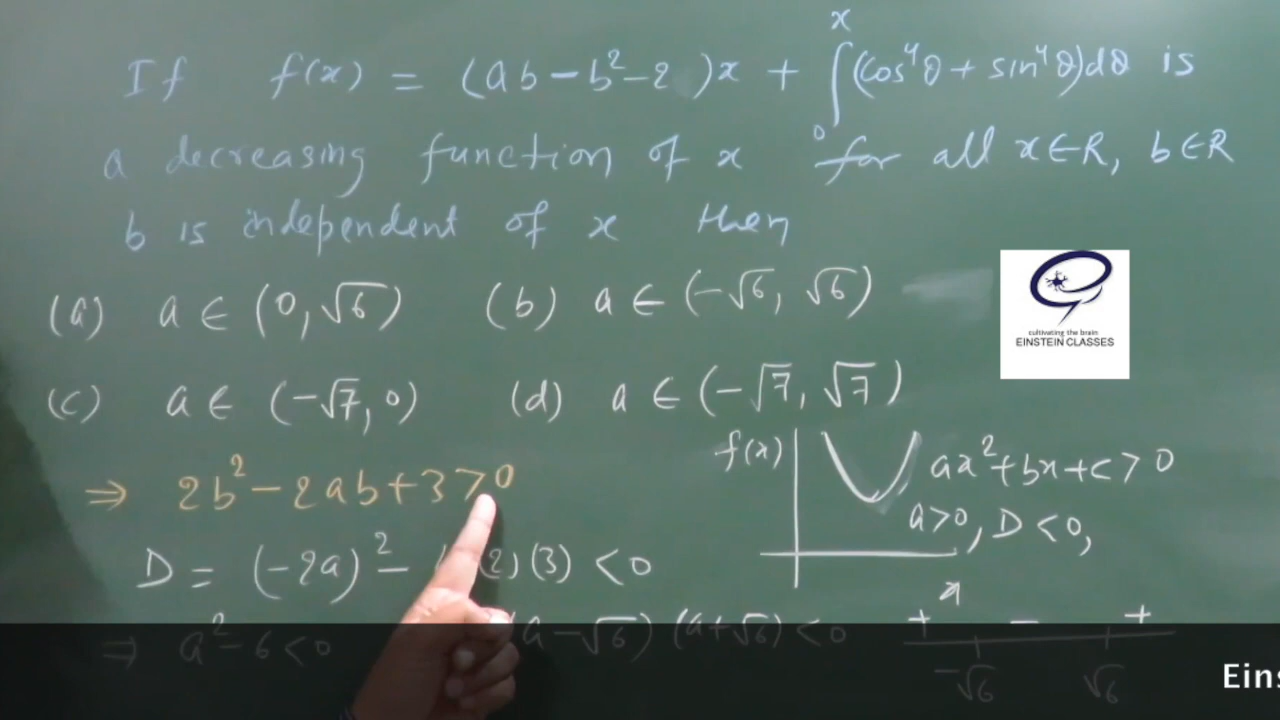 If f(x) = (ab - b² - 2)x + ∫₀ˣ (cos⁴θ + sin⁴θ)dθ is
a decreasing function of x for all x∈R, b∈R
b is independent of x then
(a) a ∈ (0, √6) (b) a ∈ (-√6, √6)
(c) a ∈ (-√7, 0) (d) a ∈ (-√7, √7)
cultivating the brain
EINSTEIN CLASSES
⇒ 2b² - 2ab + 3 > 0
D = (-2a)² - (2)(3) < 0
⇒ a² - 6 < 0 (a - √6) (a + √6) < 0
f(x) ax² + bx + c > 0
a > 0, D < 0,
+ - +
-√6 √6
Eins